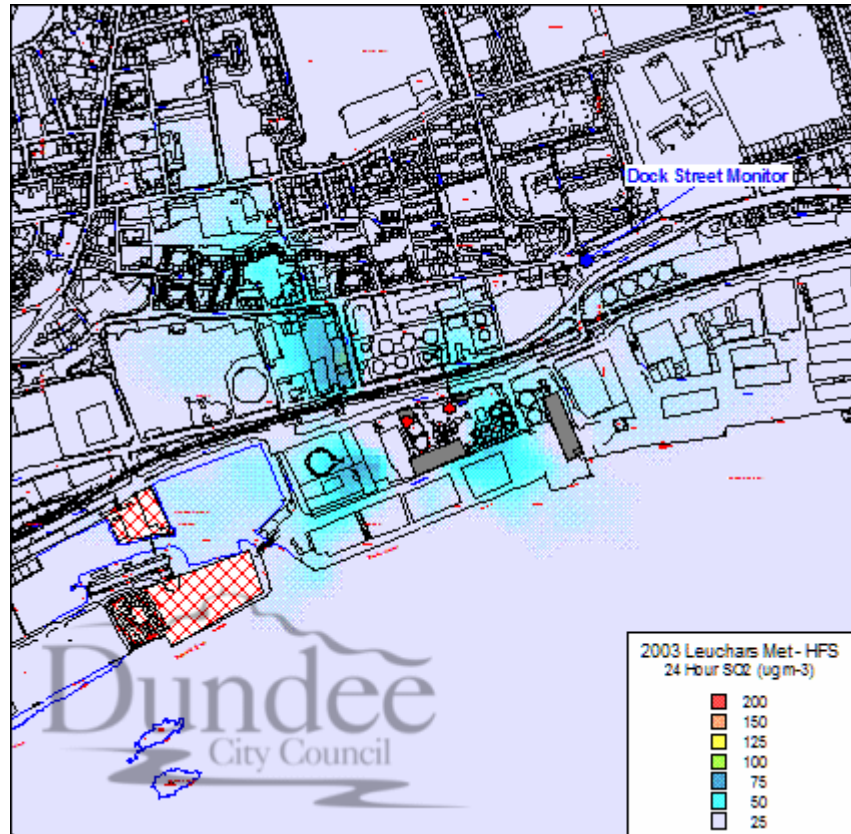 Dock Street Monitor
Dundee
City Council
2003 Leuchars Met - HFS
24 Hour SO2 (ugm-3)
200
150
125
100
75
50
25